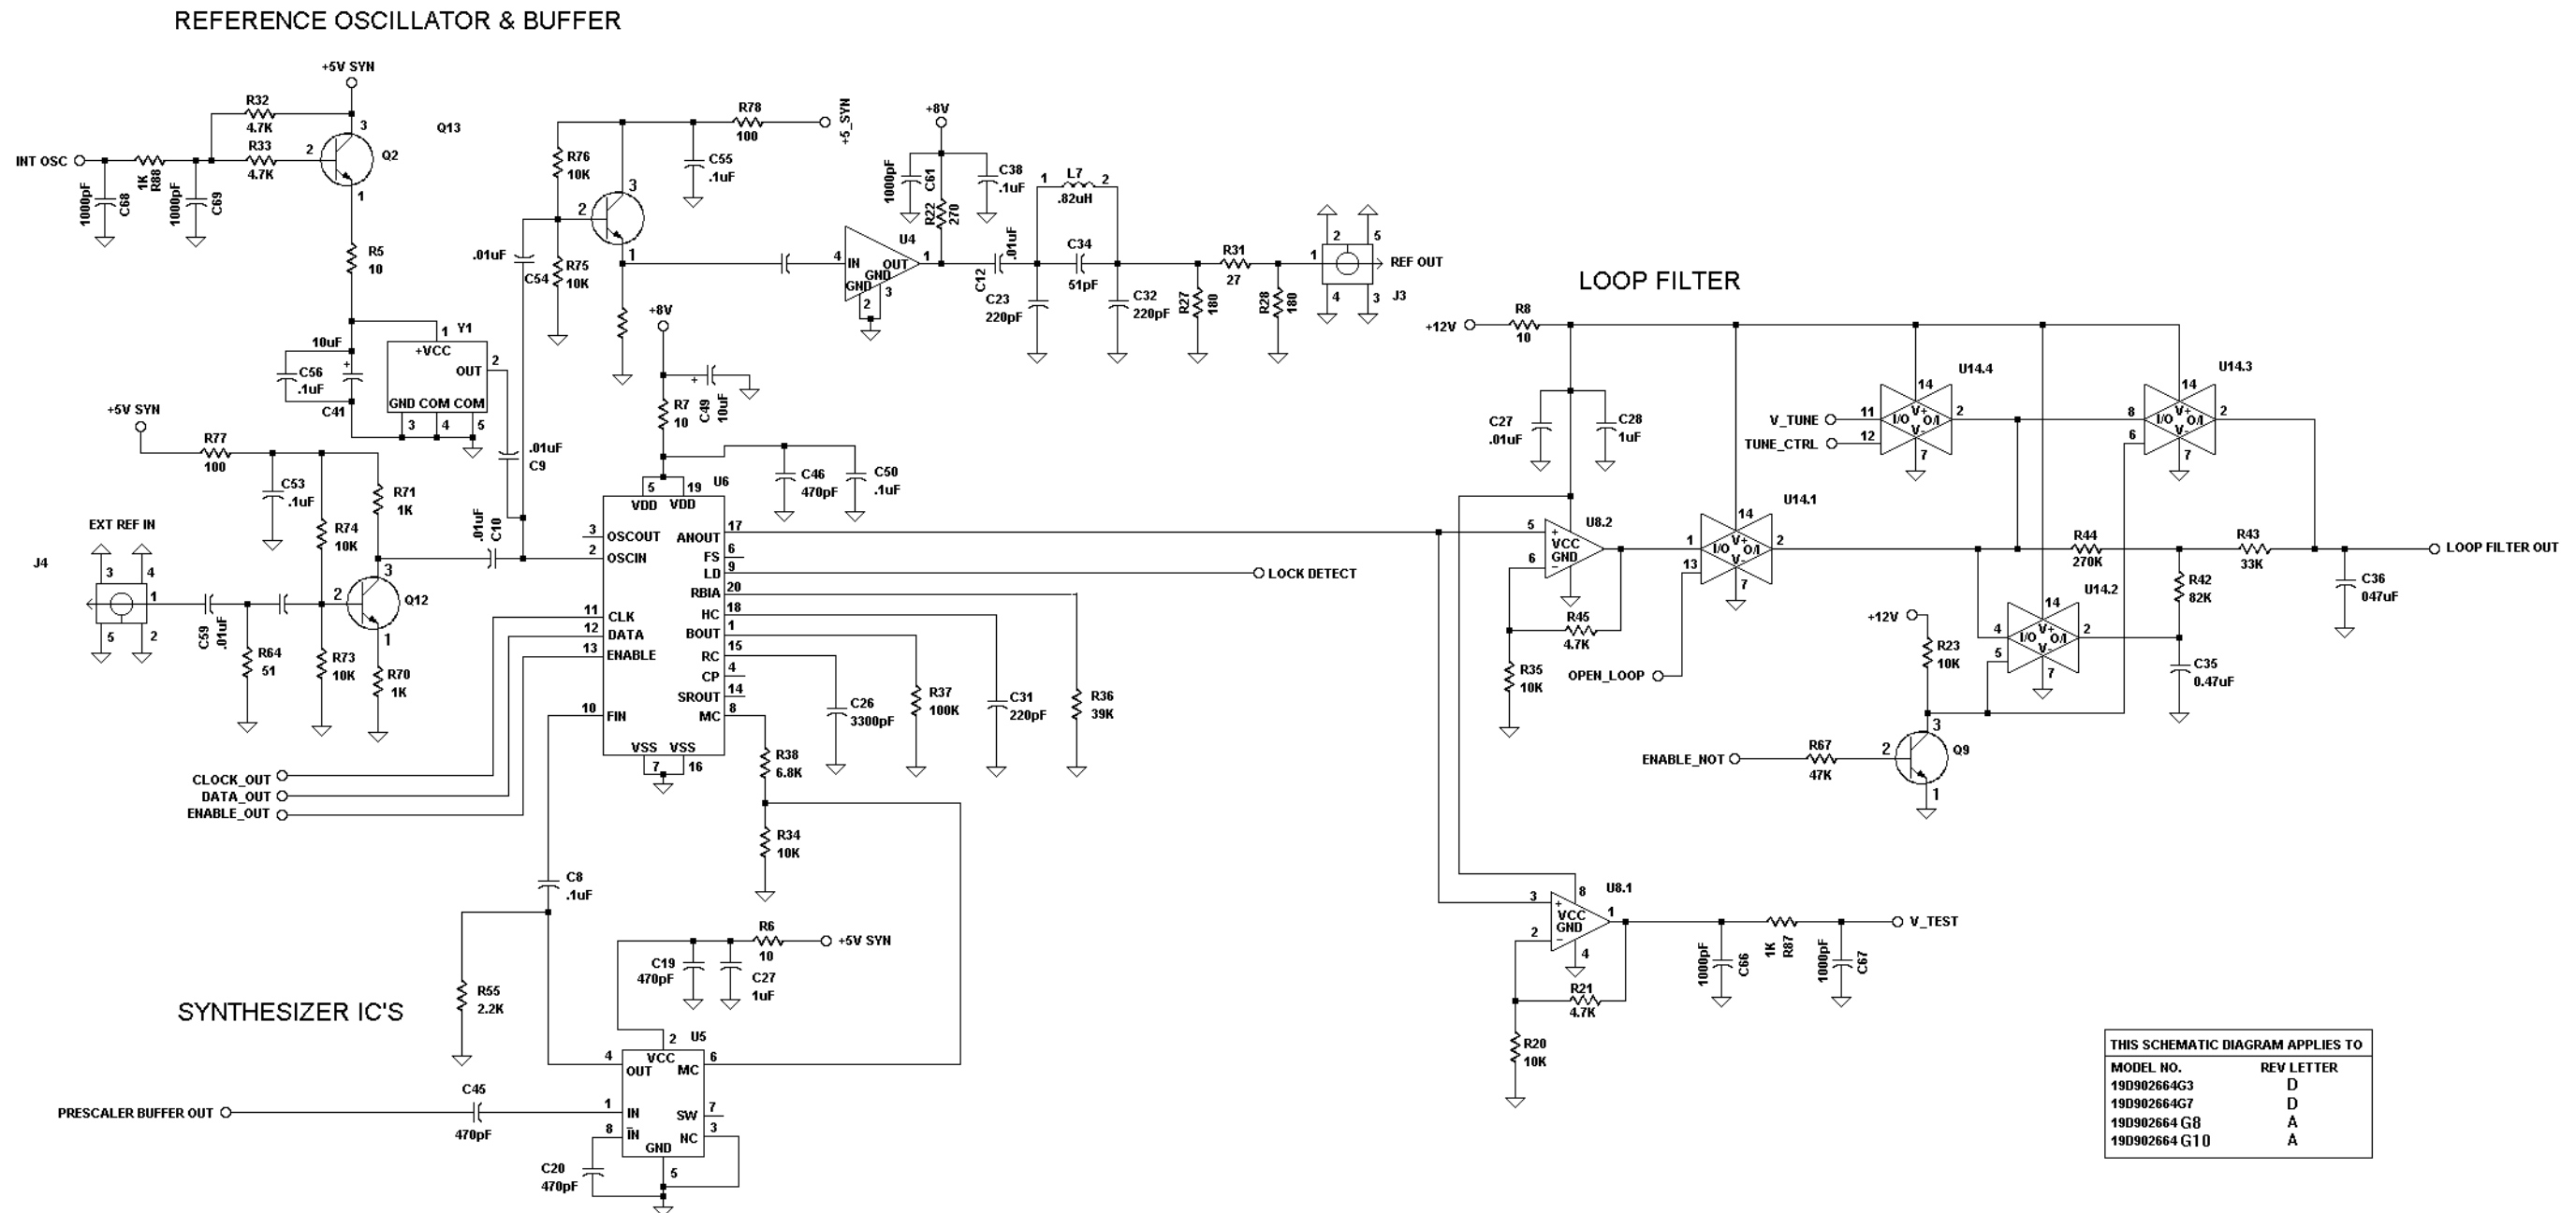 REFERENCE OSCILLATOR & BUFFER
+5V SYN
R32
4.7K
R33
4.7K
3
2
1
Q2
Q13
INT OSC
1K
R88
1000pF
C68
1000pF
C69
R5
10
10uF
C56
.1uF
+
C41
1
Y1
+VCC
OUT
2
GND COM COM
3
4
5
.01uF
C9
R76
10K
3
2
1
R75
10K
.01uF
C54
C55
.1uF
R78
100
+5_SYN
+8V
1000pF
C61
C38
.1uF
R22
270
U4
4
IN
OUT
1
GND
GND
2
3
C12
.01uF
1
L7
2
.82uH
C34
51pF
C23
220pF
C32
220pF
R27
180
R31
27
R28
180
1
2
5
4
3
REF OUT
J3
+8V
R7
10
+
C49
10uF
C46
470pF
C50
.1uF
+5V SYN
R77
100
C53
.1uF
R71
1K
R74
10K
EXT REF IN
J4
3
4
1
5
2
C59
.01uF
R64
51
R73
10K
3
2
Q12
1
R70
1K
.01uF
C10
U6
5
19
VDD VDD
3
OSCOUT
2
OSCIN
11
CLK
12
DATA
13
ENABLE
10
FIN
ANOUT
17
FS
6
LD
9
RBIA
20
HC
18
BOUT
1
RC
15
CP
4
SROUT
14
MC
8
VSS VSS
7
16
LOCK DETECT
C26
3300pF
R37
100K
C31
220pF
R36
39K
R38
6.8K
R34
10K
CLOCK_OUT
DATA_OUT
ENABLE_OUT
C8
.1uF
R55
2.2K
SYNTHESIZER IC'S
R6
10
+5V SYN
C19
470pF
C27
1uF
U5
2
4
VCC
6
OUT
MC
1
IN
SW
7
8
IN
NC
3
GND
5
PRESCALER BUFFER OUT
C45
470pF
C20
470pF
LOOP FILTER
+12V
R8
10
C27
.01uF
C28
1uF
5
+
U8.2
VCC
GND
6
−
R45
4.7K
R35
10K
OPEN_LOOP
U14.1
14
1
I/O
V+
O/I
2
V-
13
7
V_TUNE
TUNE_CTRL
11
12
14
U14.4
I/O
V+
O/I
V-
2
7
U14.3
14
8
I/O
V+
O/I
V-
2
6
7
R44
270K
R43
33K
R42
82K
LOOP FILTER OUT
C36
047uF
U14.2
14
4
I/O
V+
O/I
V-
2
5
7
C35
0.47uF
+12V
R23
10K
ENABLE_NOT
R67
47K
2
3
Q9
1
3
+
8
U8.1
VCC
GND
1
2
−
4
R21
4.7K
R20
10K
1000pF
C66
1K
R87
1000pF
C67
V_TEST
THIS SCHEMATIC DIAGRAM APPLIES TO
MODEL NO. REV LETTER
19D902664G3 D
19D902664G7 D
19D902664 G8 A
19D902664 G10 A